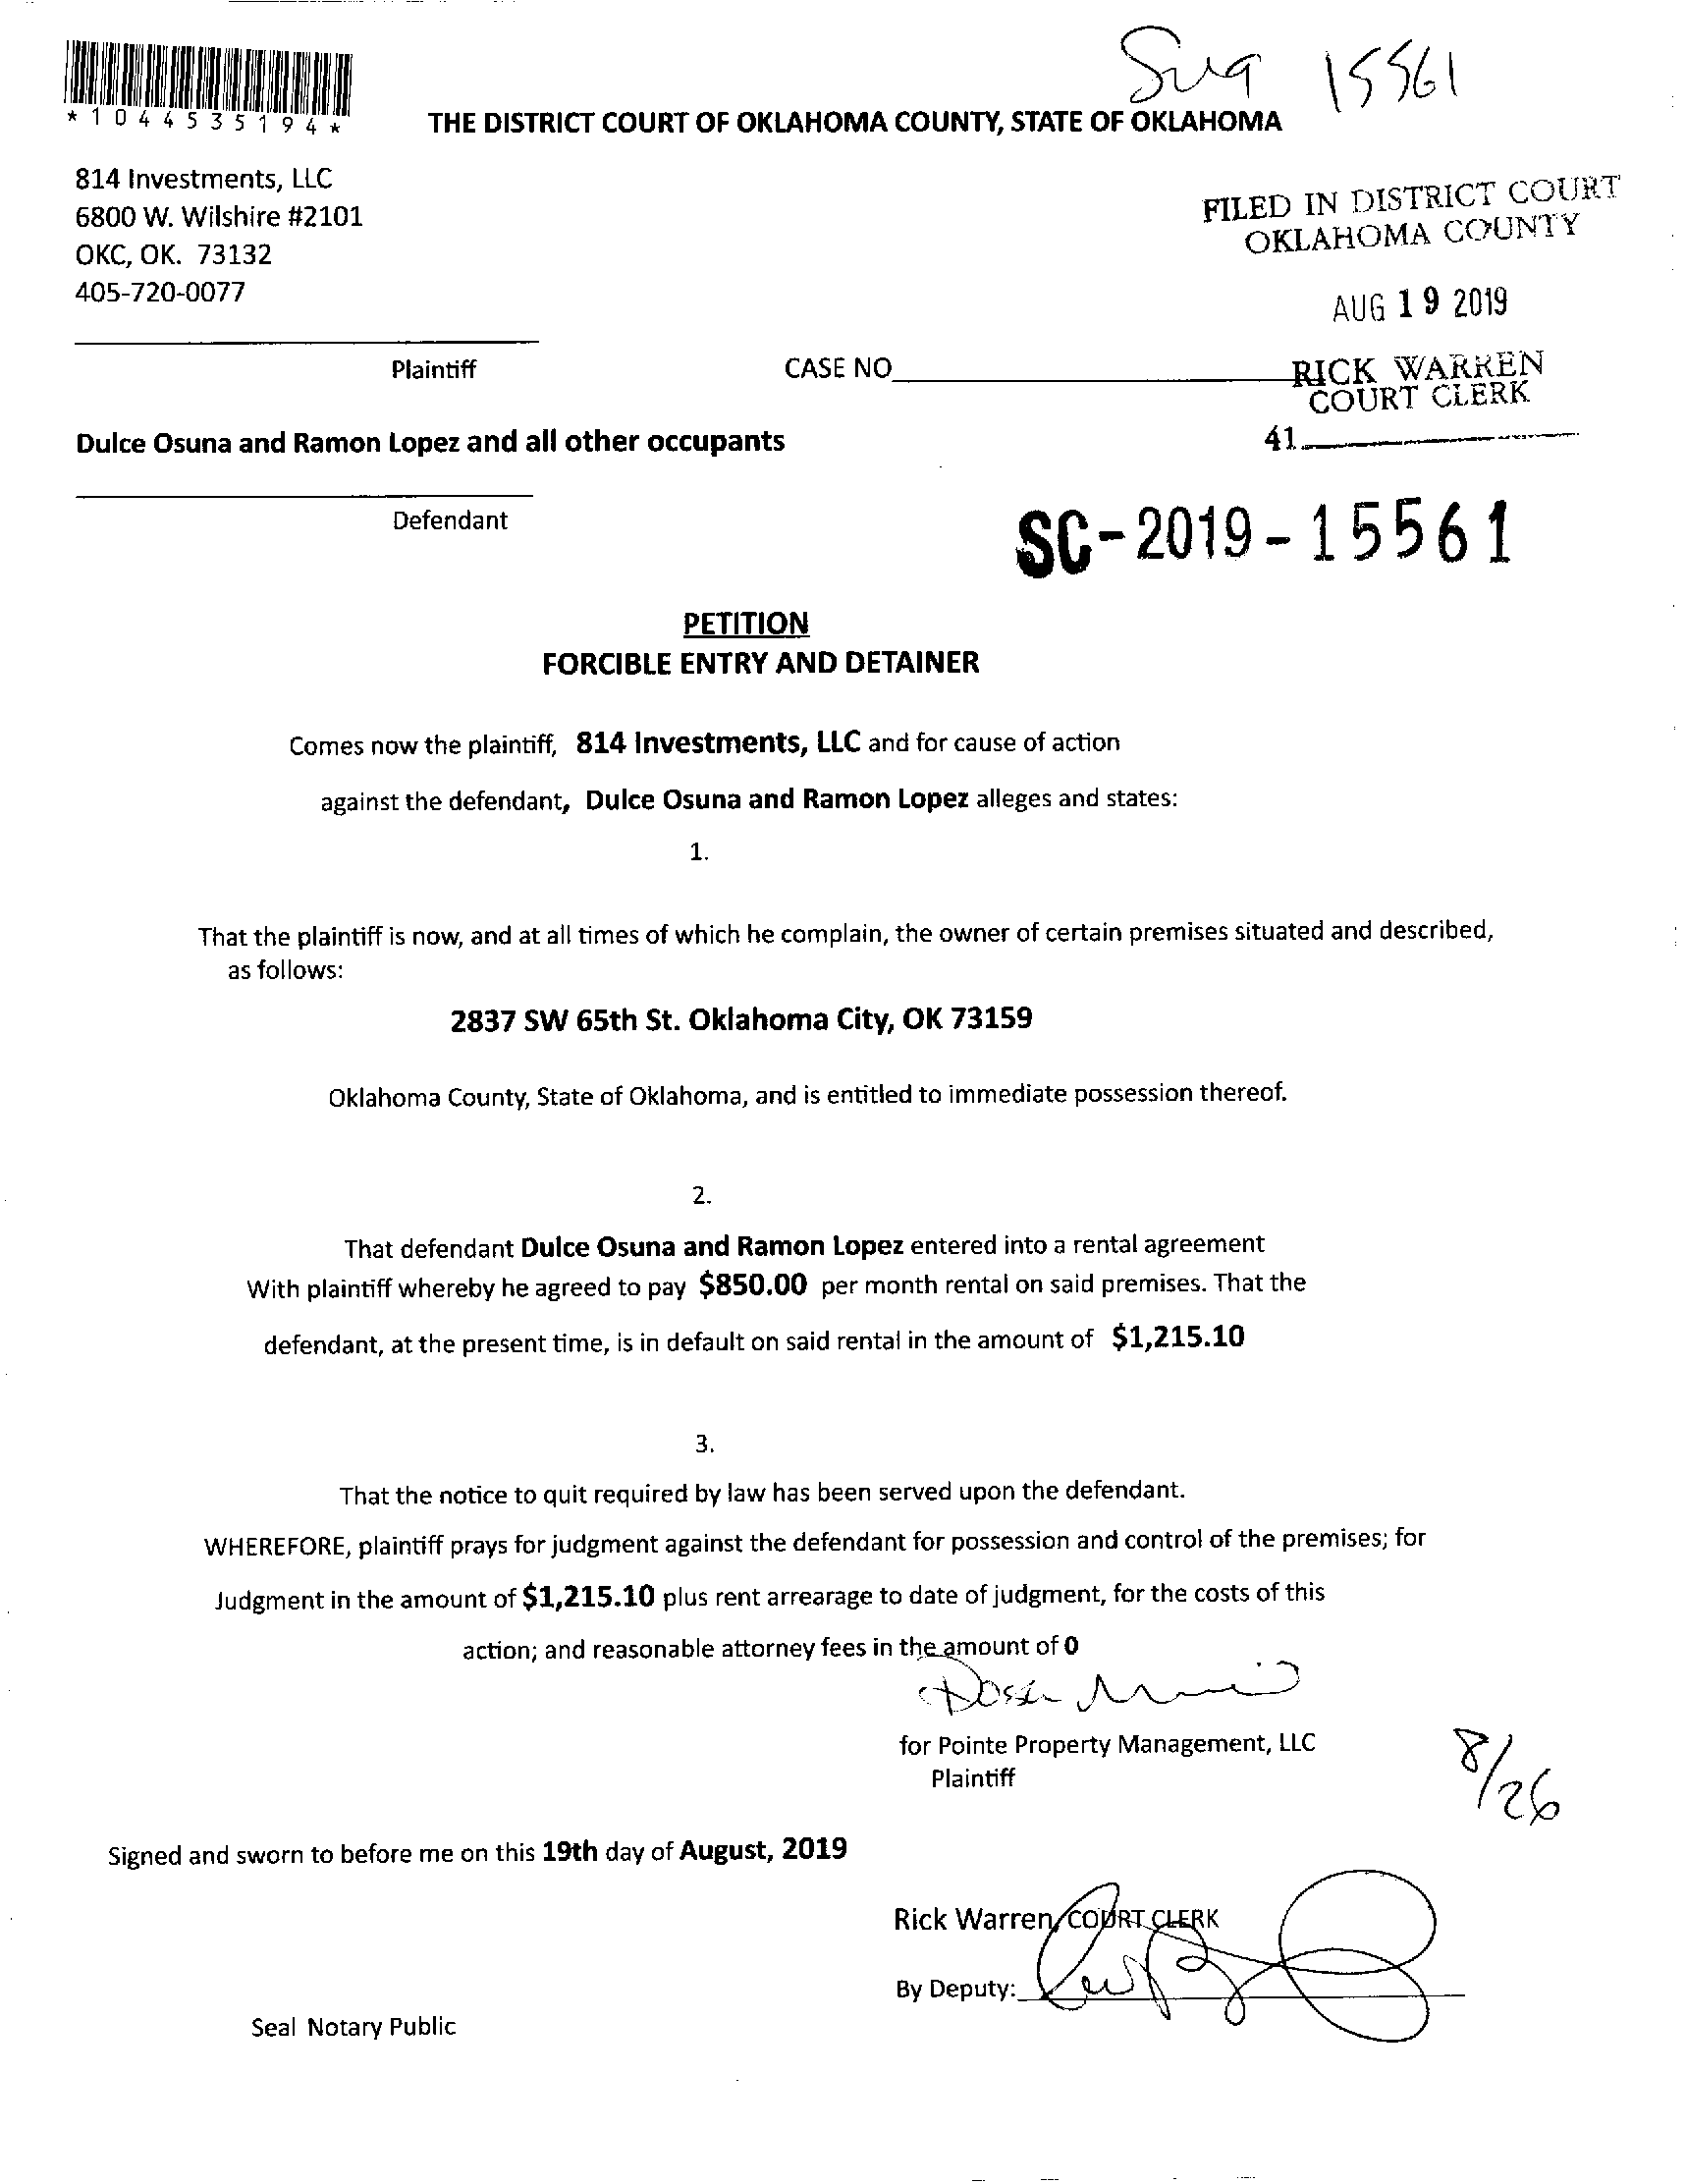 15561
*1044535194*
THE DISTRICT COURT OF OKLAHOMA COUNTY, STATE OF OKLAHOMA
814 Investments, LLC
6800 W. Wilshire #2101
OKC, OK. 73132
405-720-0077
FILED IN DISTRICT COURT
OKLAHOMA COUNTY
AUG 19 2019
Plaintiff
CASE NO
RICK WARREN
COURT CLERK
Dulce Osuna and Ramon Lopez and all other occupants
41
Defendant
SC-2019-15561
PETITION
FORCIBLE ENTRY AND DETAINER
Comes now the plaintiff, 814 Investments, LLC and for cause of action
against the defendant, Dulce Osuna and Ramon Lopez alleges and states:
1.
That the plaintiff is now, and at all times of which he complain, the owner of certain premises situated and described,
as follows:
2837 SW 65th St. Oklahoma City, OK 73159
Oklahoma County, State of Oklahoma, and is entitled to immediate possession thereof.
2.
That defendant Dulce Osuna and Ramon Lopez entered into a rental agreement
With plaintiff whereby he agreed to pay $850.00 per month rental on said premises. That the
defendant, at the present time, is in default on said rental in the amount of $1,215.10
3.
That the notice to quit required by law has been served upon the defendant.
WHEREFORE, plaintiff prays for judgment against the defendant for possession and control of the premises; for
Judgment in the amount of $1,215.10 plus rent arrearage to date of judgment, for the costs of this
action; and reasonable attorney fees in the amount of 0
for Pointe Property Management, LLC
Plaintiff
8/26
Signed and sworn to before me on this 19th day of August, 2019
Rick Warren, COURT CLERK
By Deputy:
Seal Notary Public